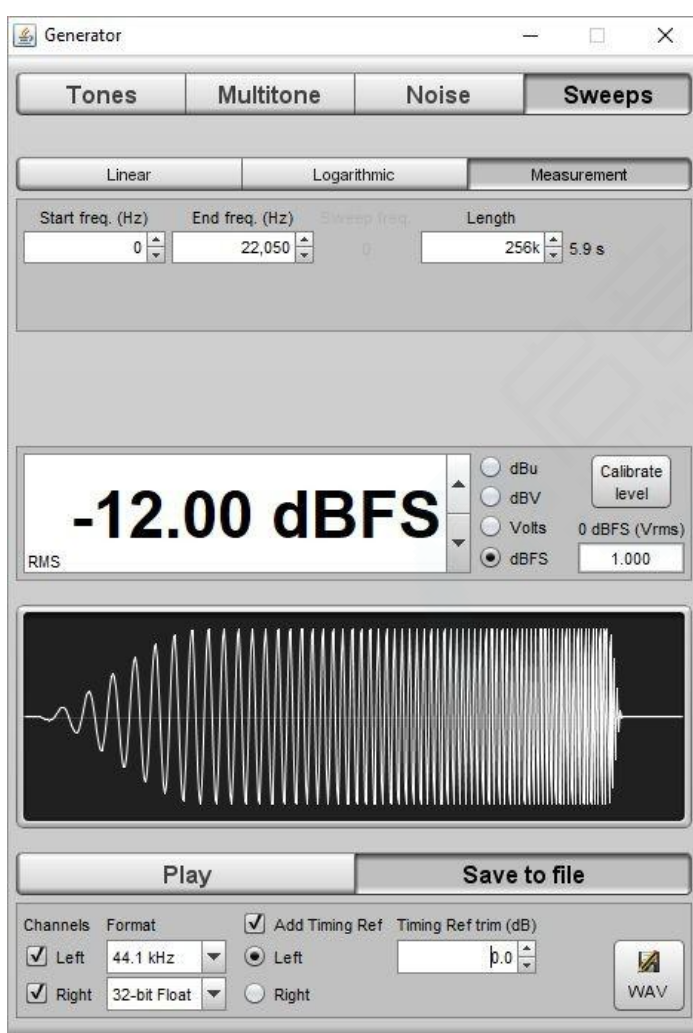 Generator
Tones Multitone Noise Sweeps
Linear Logarithmic Measurement
Start freq. (Hz) End freq. (Hz) Sweep freq. Length
0 22,050 0 256k 5.9 s
-12.00 dBFS
RMS
dBu
dBV
Volts
dBFS
Calibrate
level
0 dBFS (Vrms)
1.000
Play Save to file
Channels Format Add Timing Ref Timing Ref trim (dB)
Left 44.1 kHz Left 0.0
Right 32-bit Float Right
WAV